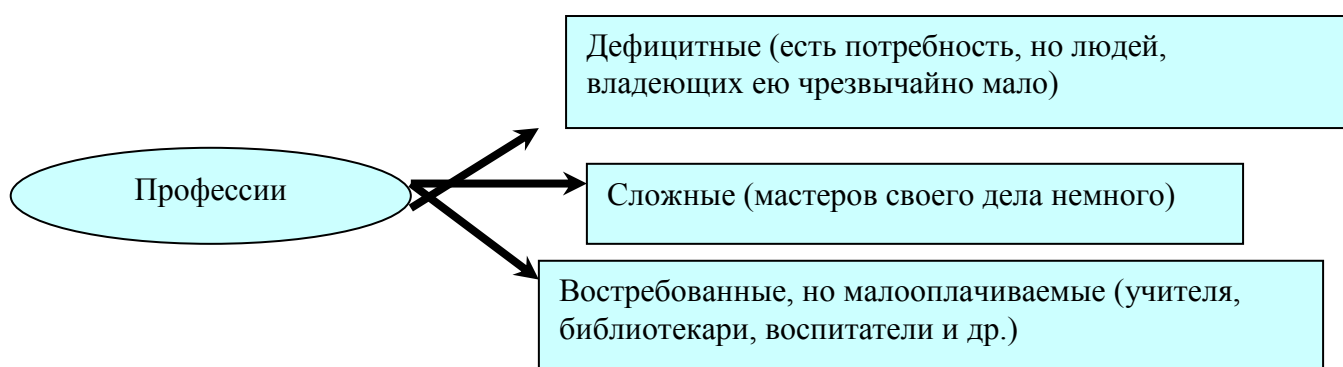 Дефицитные (есть потребность, но людей,
владеющих ею чрезвычайно мало)
Профессии
Сложные (мастеров своего дела немного)
Востребованные, но малооплачиваемые (учителя,
библиотекари, воспитатели и др.)